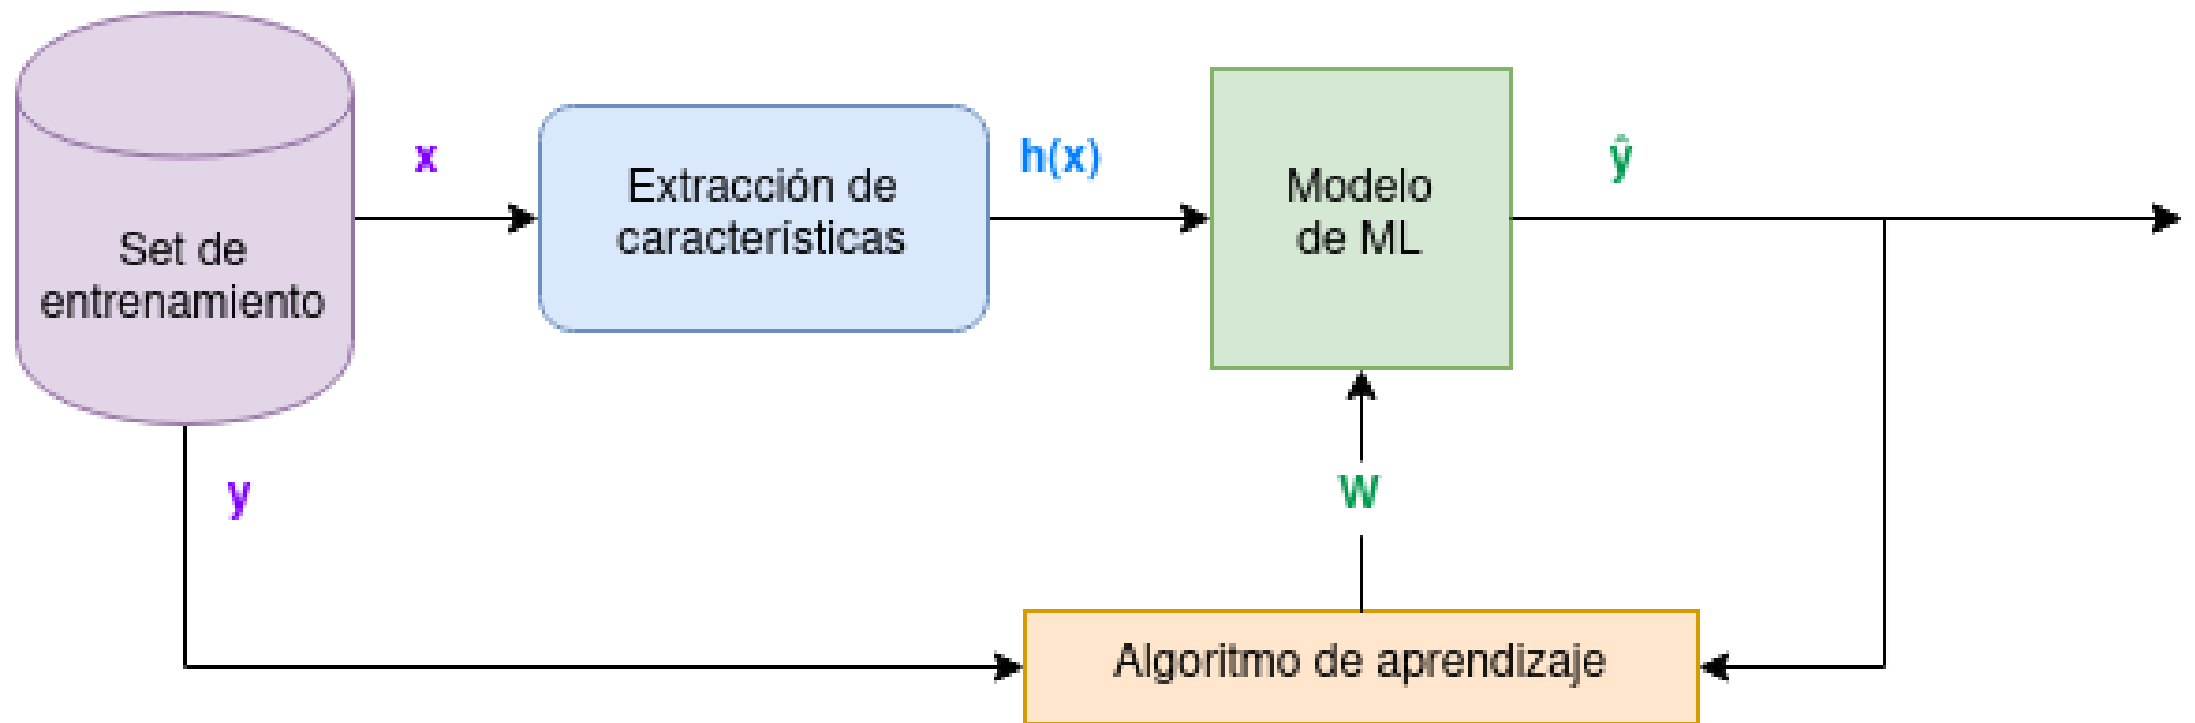 x
h(x)
ŷ
Set de
entrenamiento
Extracción de
características
Modelo
de ML
y
w
Algoritmo de aprendizaje